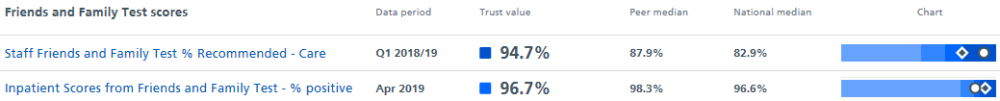 Friends and Family Test scores Data period Trust value Peer median National median Chart
Staff Friends and Family Test % Recommended - Care Q1 2018/19 94.7% 87.9% 82.9%
Inpatient Scores from Friends and Family Test - % positive Apr 2019 96.7% 98.3% 96.6%